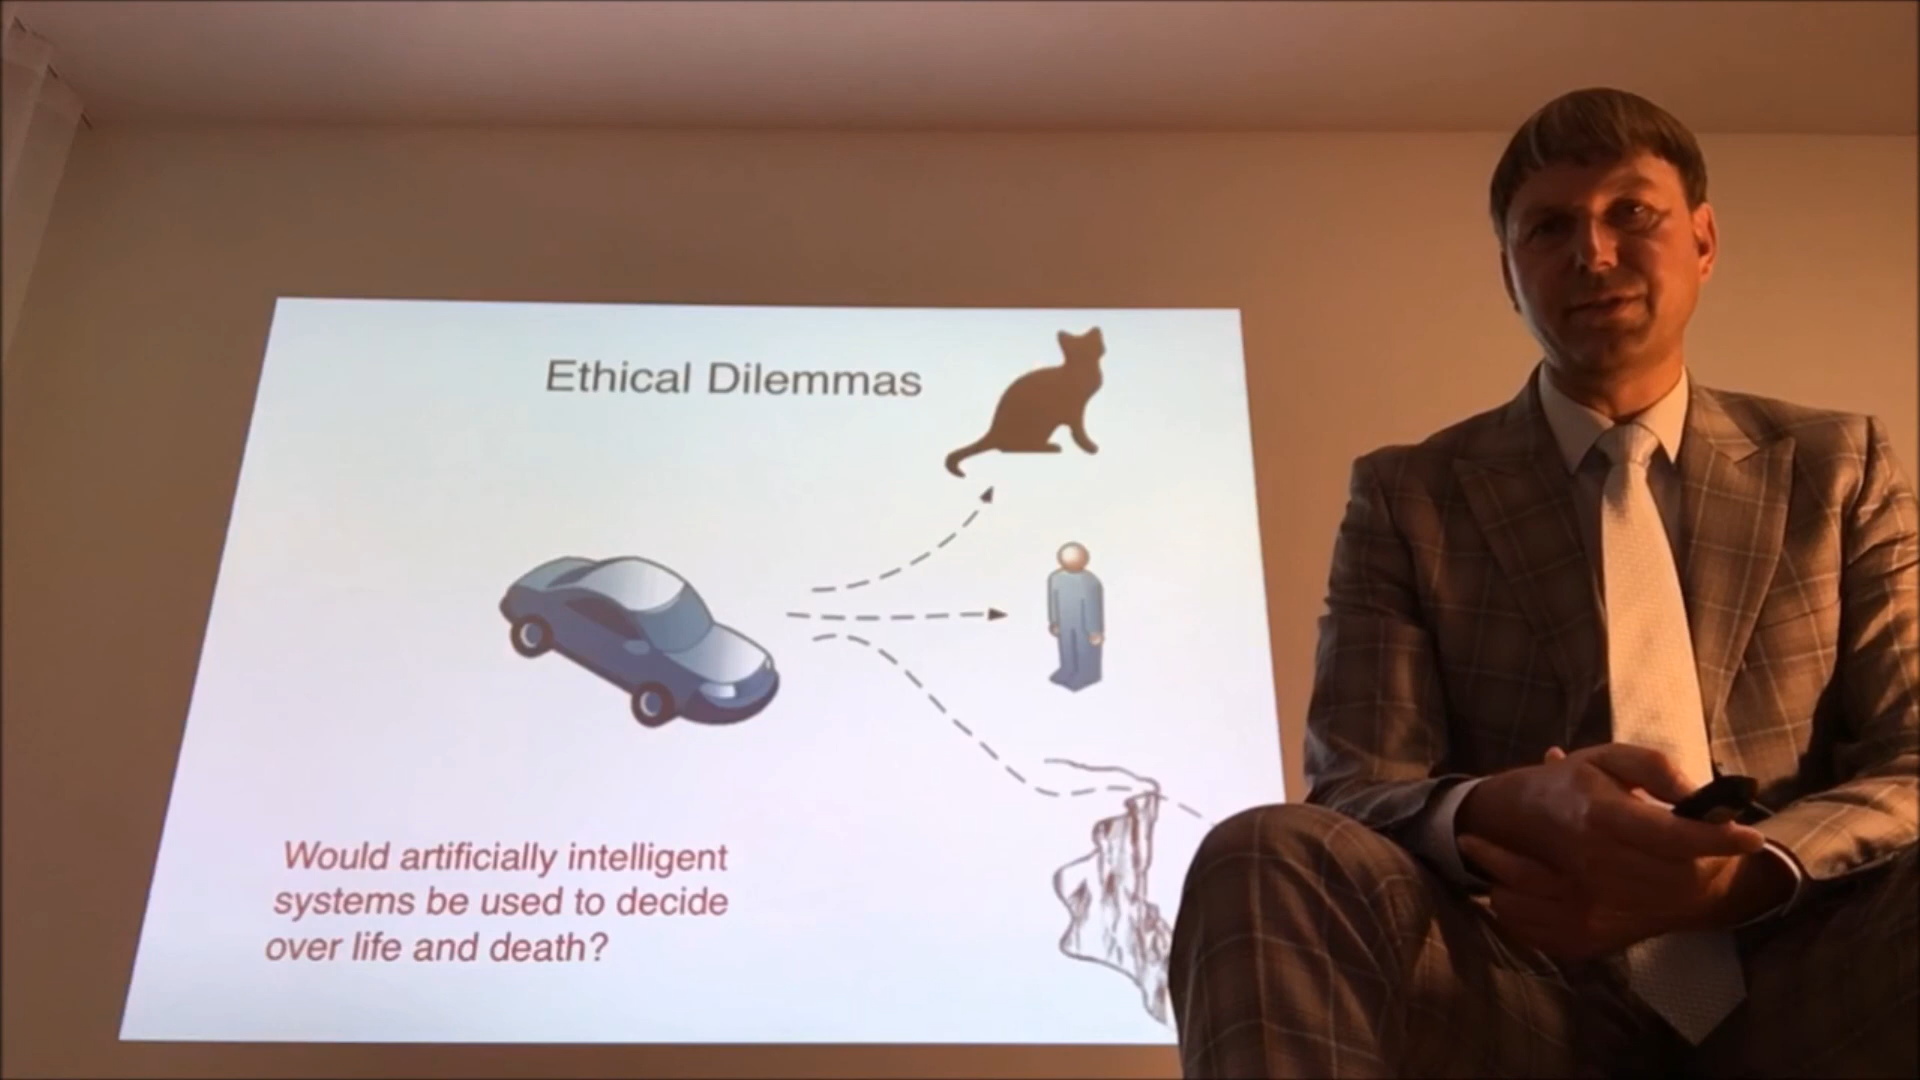 Ethical Dilemmas
Would artificially intelligent
systems be used to decide
over life and death?